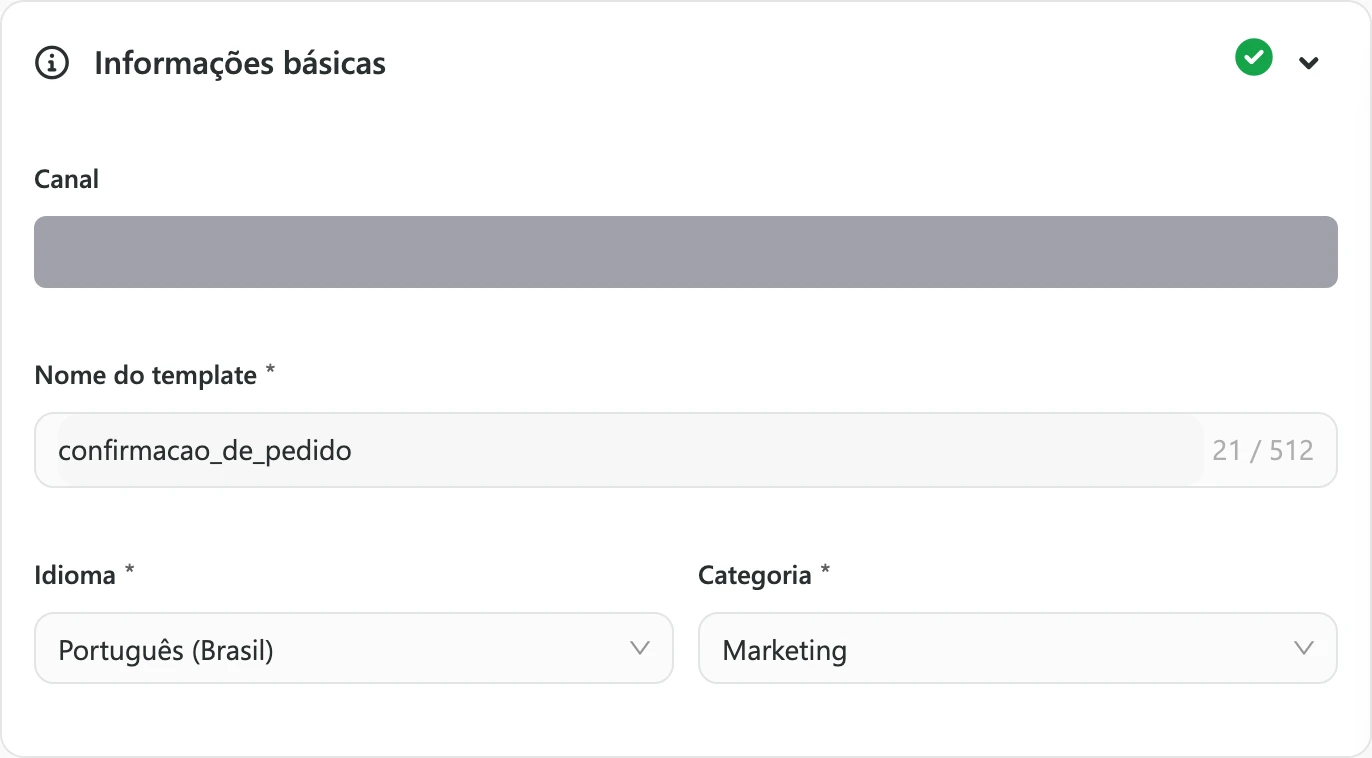 Informações básicas
Canal
Nome do template *
confirmacao_de_pedido 21 / 512
Idioma * Categoria *
Português (Brasil) Marketing